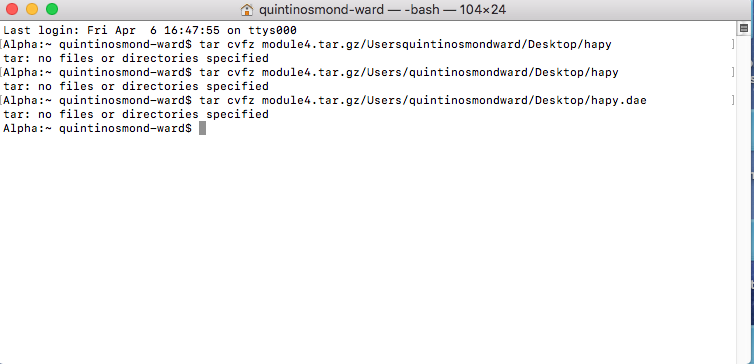 quintinosmond-ward — -bash — 104×24
Last login: Fri Apr  6 16:47:55 on ttys000
[Alpha:~ quintinosmond-ward$ tar cvfz module4.tar.gz/Usersquintinosmondward/Desktop/hapy ]
tar: no files or directories specified
[Alpha:~ quintinosmond-ward$ tar cvfz module4.tar.gz/Users/quintinosmondward/Desktop/hapy ]
tar: no files or directories specified
[Alpha:~ quintinosmond-ward$ tar cvfz module4.tar.gz/Users/quintinosmondward/Desktop/hapy.dae ]
tar: no files or directories specified
Alpha:~ quintinosmond-ward$